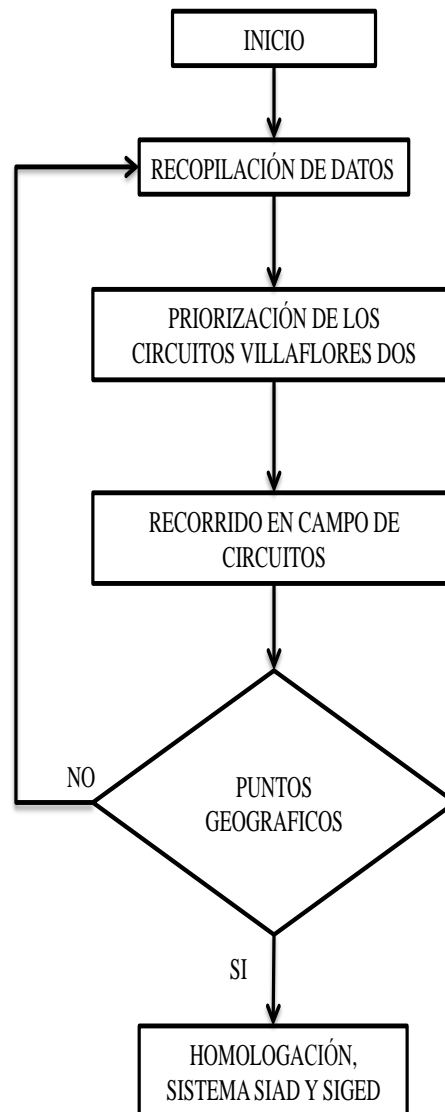 INICIO
RECOPILACIÓN DE DATOS
PRIORIZACIÓN DE LOS
CIRCUITOS VILLAFLORES DOS
RECORRIDO EN CAMPO DE
CIRCUITOS
NO
PUNTOS
GEOGRAFICOS
SI
HOMOLOGACIÓN,
SISTEMA SIAD Y SIGED